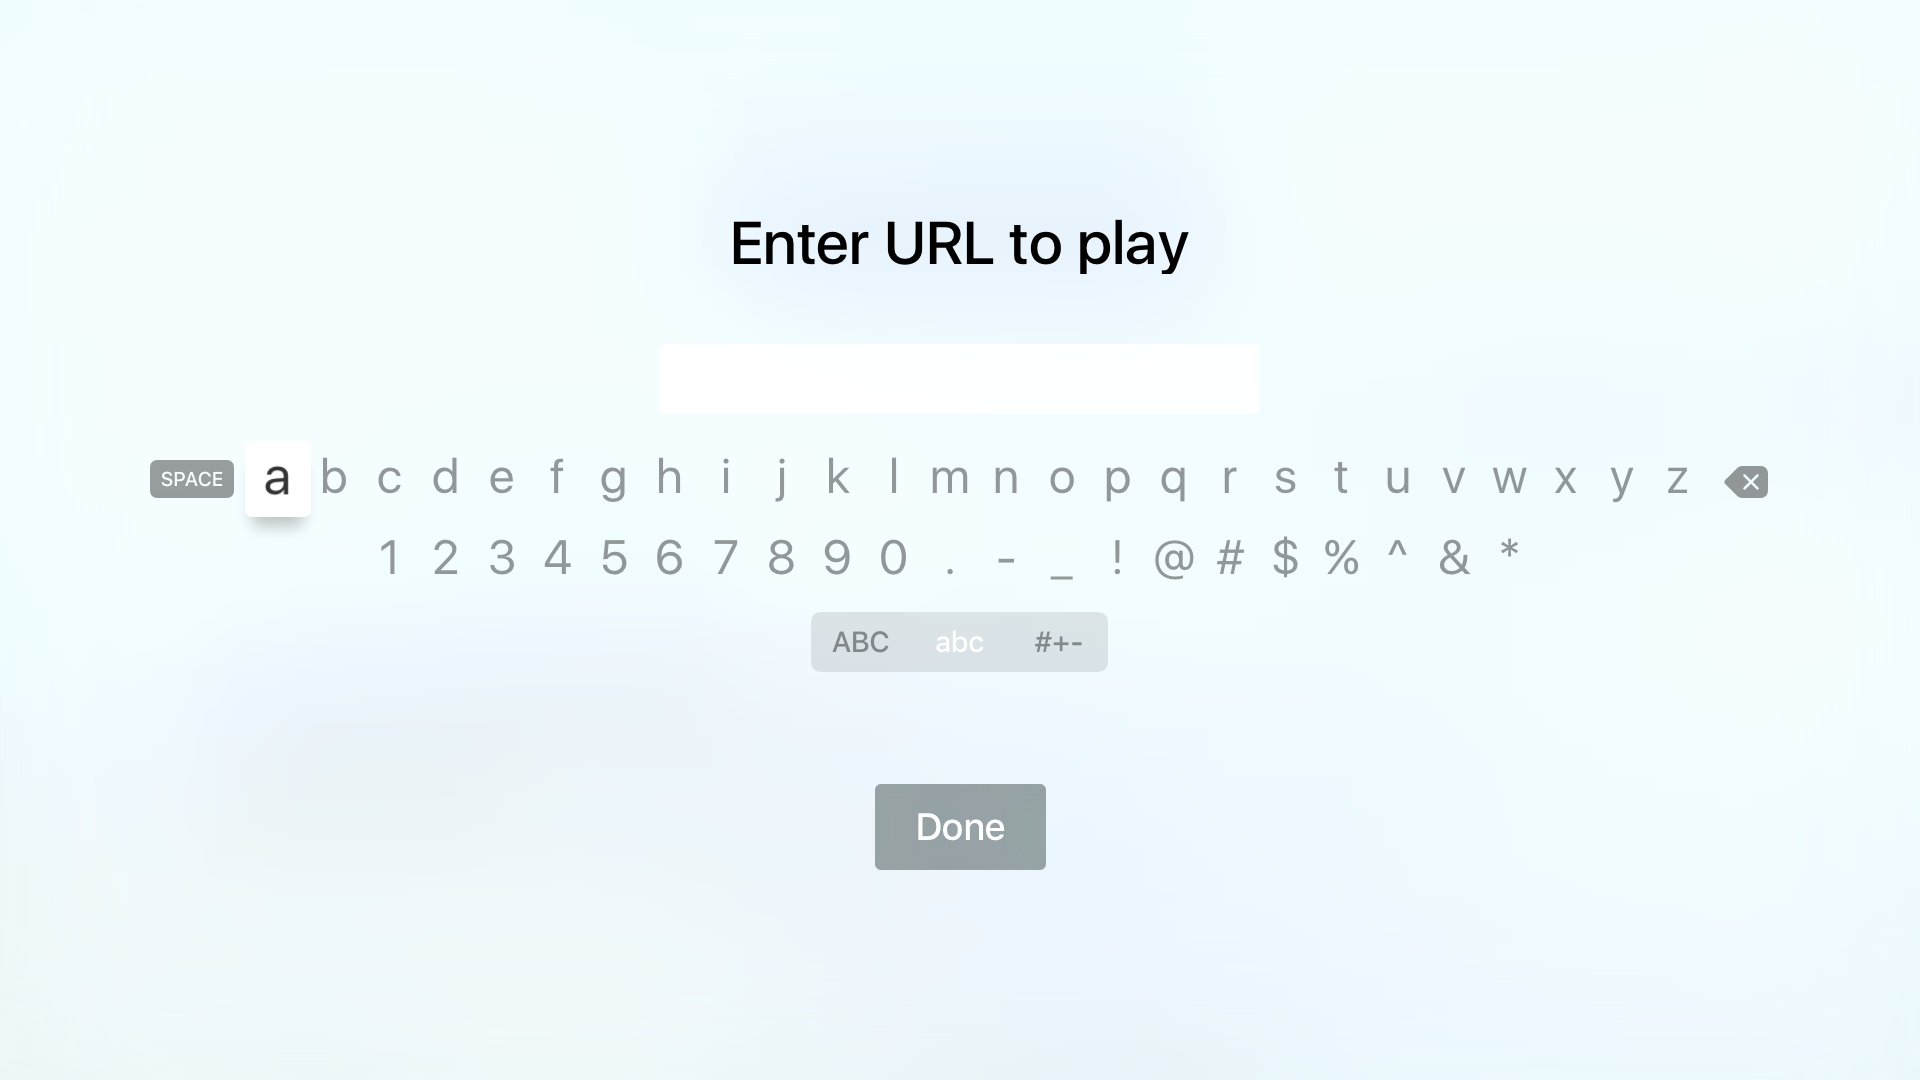 Enter URL to play
SPACE a b c d e f g h i j k l m n o p q r s t u v w x y z
1 2 3 4 5 6 7 8 9 0 . - _ ! @ # $ % ^ & *
ABC abc #+-
Done